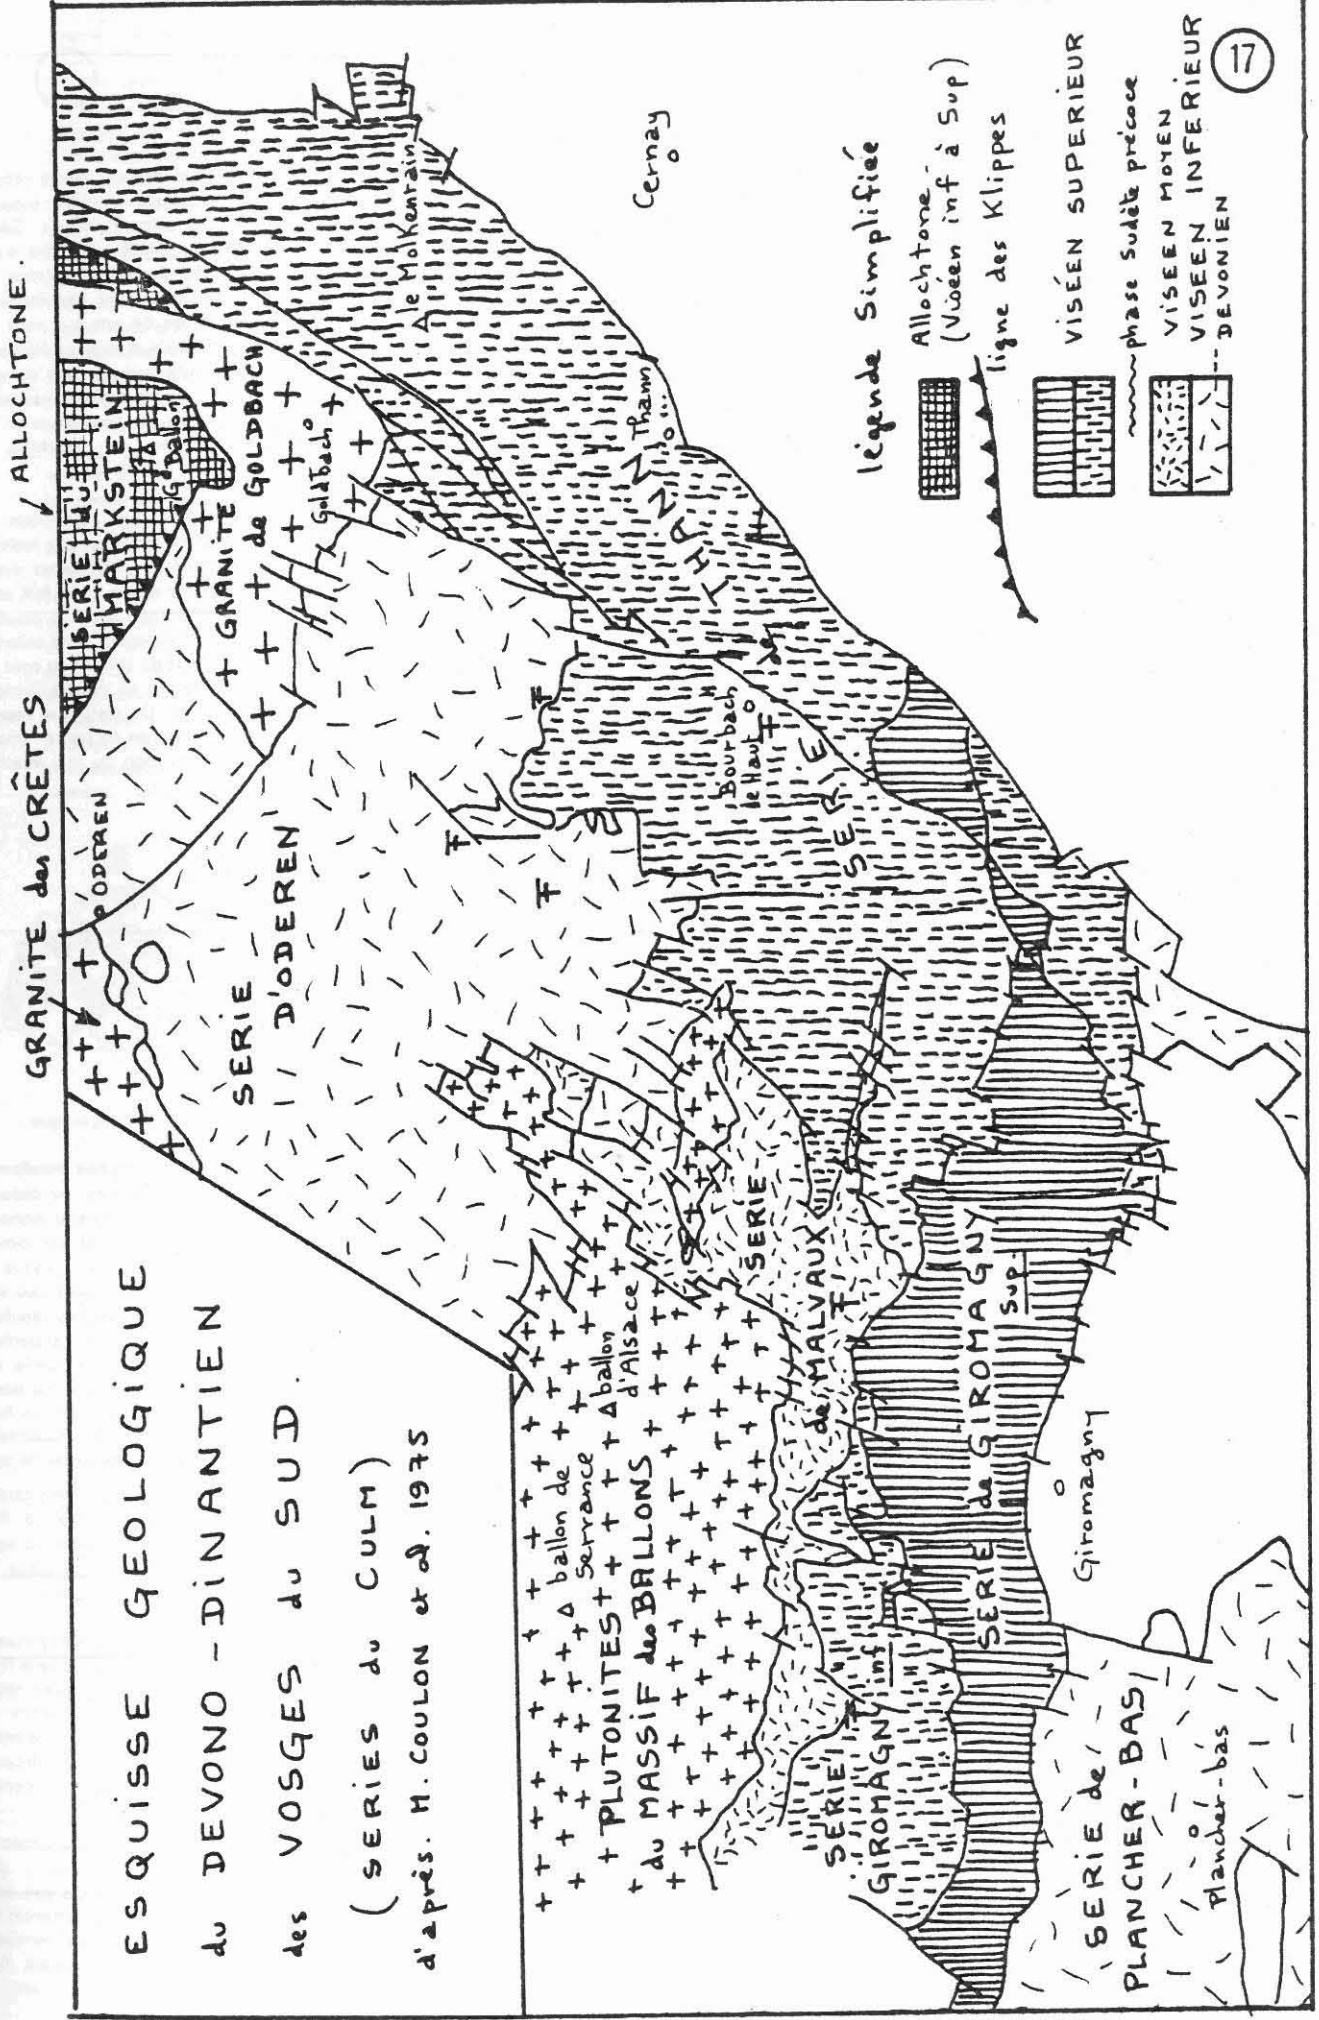 ESQUISSE GEOLOGIQUE
du DEVONO-DINANTIEN
des VOSGES du SUD.
(SERIES du CULM)
d'après. M. COULON et al. 1975
GRANITE des CRÊTES
ALLOCHTONE.
ODEREN
SERIE DU
MARKSTEIN
Gd Ballon
SERIE
D'ODEREN
GRANITE
de GOLDBACH
Goldbach
le Molkenrain
Cernay
ballon de
Servance
ballon
d'Alsace
PLUTONITES
du MASSIF des BALLONS
Thann
SERIE de THANN
Bourbach
le Haut
SERIE
de MALVAUX
SERIE
GIROMAGNY inf
SERIE de GIROMAGNY
Sup.
Giromagny
SERIE de
PLANCHER-BAS
Plancher-bas
légende Simplifiée
Allochtone-
(Viséen inf à Sup)
ligne des Klippes
VISÉEN SUPERIEUR
phase sudète précoce
VISEEN MOYEN
VISEEN INFERIEUR
DEVONIEN
17